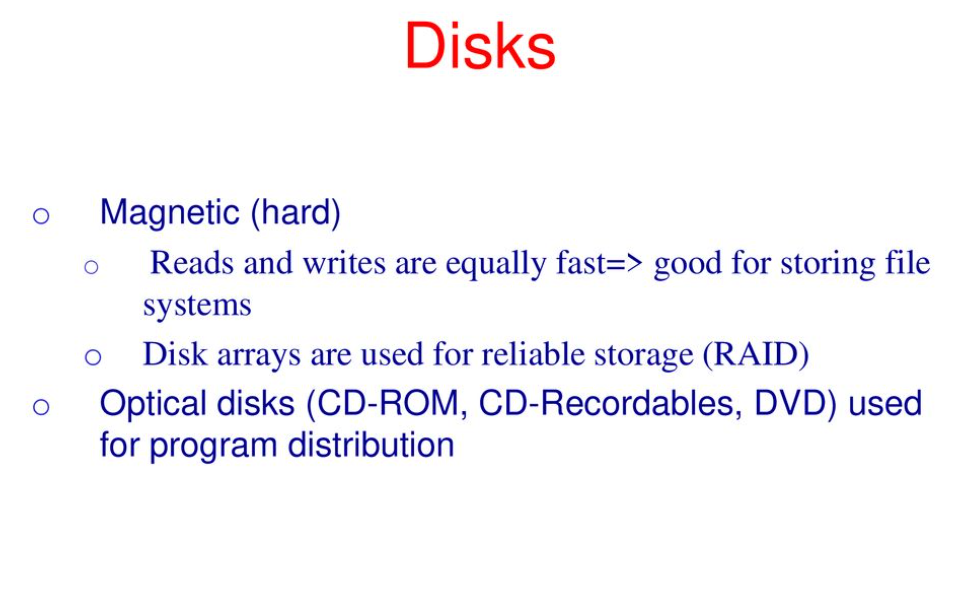 Disks
○ Magnetic (hard)
○ Reads and writes are equally fast=> good for storing file
systems
○ Disk arrays are used for reliable storage (RAID)
○ Optical disks (CD-ROM, CD-Recordables, DVD) used
for program distribution